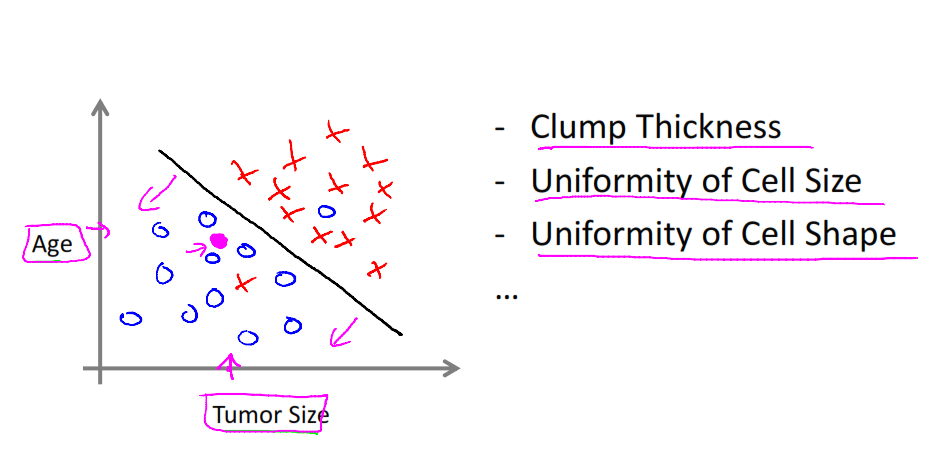 - Clump Thickness
- Uniformity of Cell Size
- Uniformity of Cell Shape
...
Age
Tumor Size